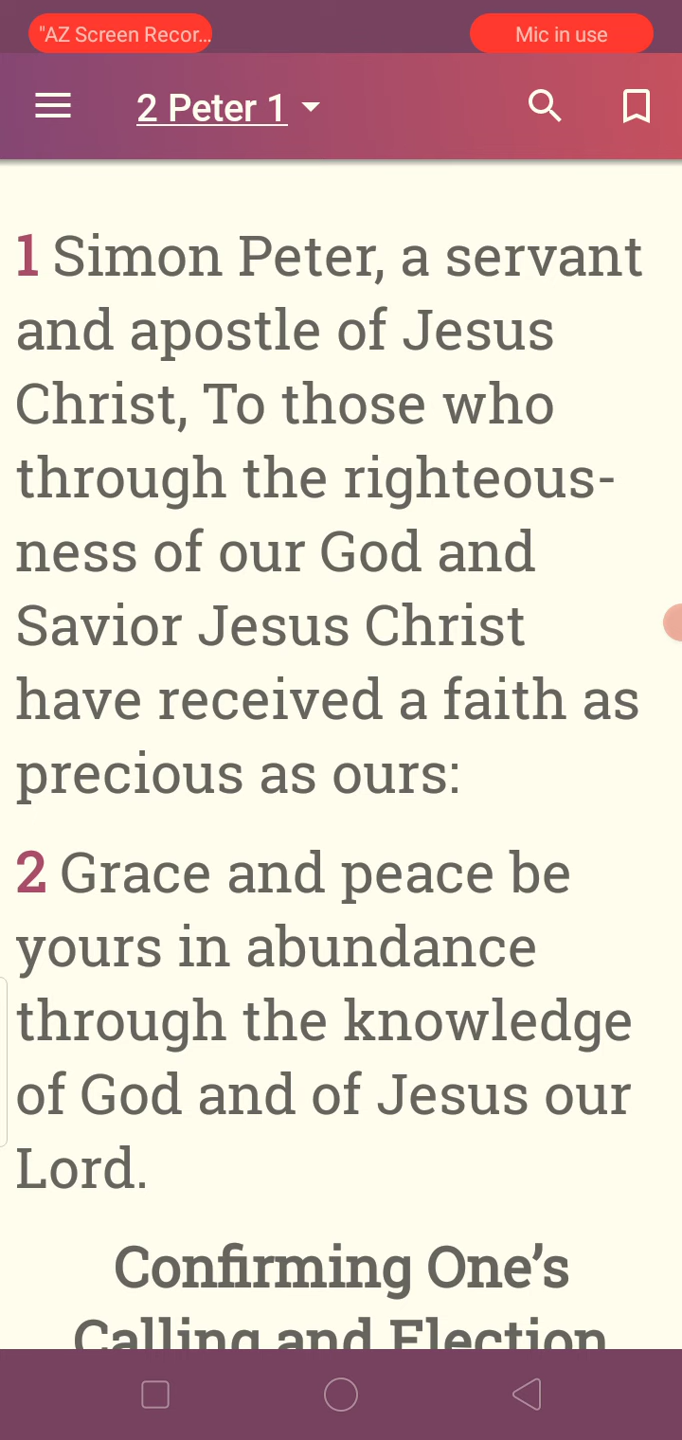 "AZ Screen Recor...
Mic in use
2 Peter 1
1 Simon Peter, a servant
and apostle of Jesus
Christ, To those who
through the righteous-
ness of our God and
Savior Jesus Christ
have received a faith as
precious as ours:
2 Grace and peace be
yours in abundance
through the knowledge
of God and of Jesus our
Lord.
Confirming One’s
Calling and Election